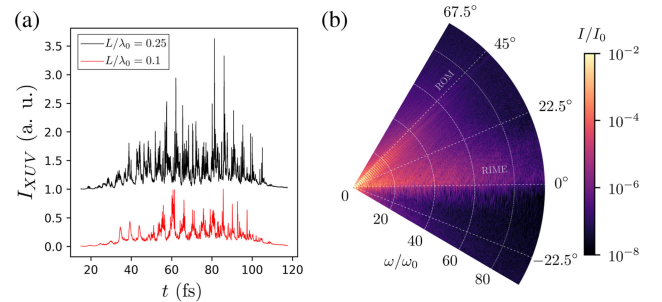 (a)
L/λ₀ = 0.25
L/λ₀ = 0.1
I_XUV (a. u.)
3.5
3.0
2.5
2.0
1.5
1.0
0.5
0.0
20 40 60 80 100 120
t (fs)
(b)
67.5°
45°
22.5°
0°
−22.5°
ROM
RIME
0
20
40
60
80
ω/ω₀
I/I₀
10⁻²
10⁻⁴
10⁻⁶
10⁻⁸